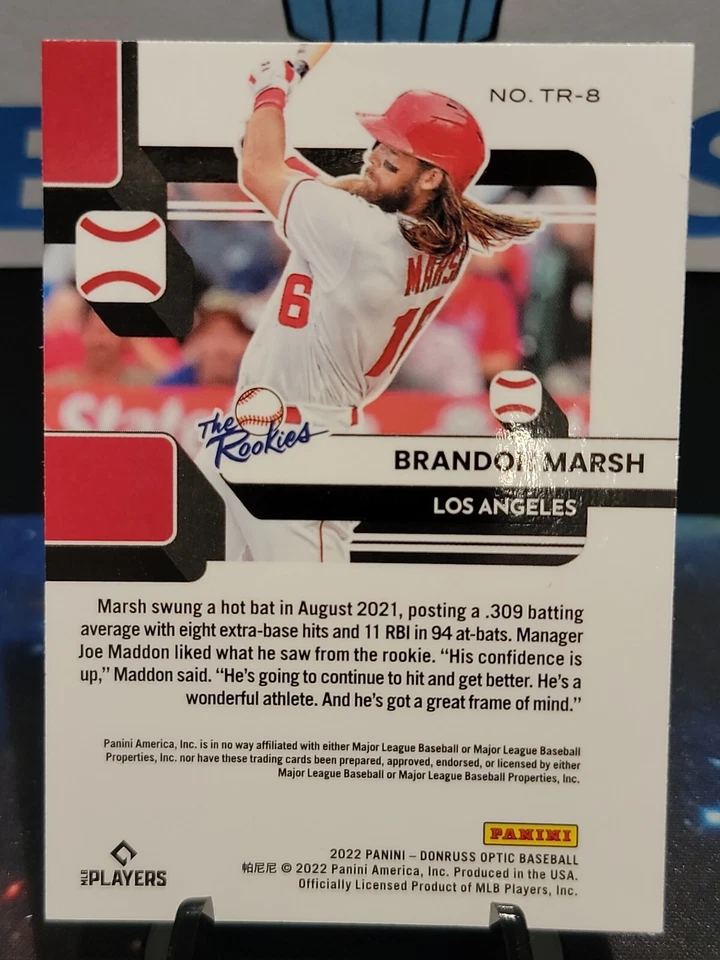 NO. TR-8
MARSH
6
The
Rookies
BRANDON MARSH
LOS ANGELES
Marsh swung a hot bat in August 2021, posting a .309 batting
average with eight extra-base hits and 11 RBI in 94 at-bats. Manager
Joe Maddon liked what he saw from the rookie. “His confidence is
up,” Maddon said. “He’s going to continue to hit and get better. He’s a
wonderful athlete. And he’s got a great frame of mind.”
Panini America, Inc. is in no way affiliated with either Major League Baseball or Major League Baseball
Properties, Inc. nor have these trading cards been prepared, approved, endorsed, or licensed by either
Major League Baseball or Major League Baseball Properties, Inc.
PANINI
2022 PANINI – DONRUSS OPTIC BASEBALL
帕尼尼 © 2022 Panini America, Inc. Produced in the USA.
Officially Licensed Product of MLB Players, Inc.
MLB PLAYERS